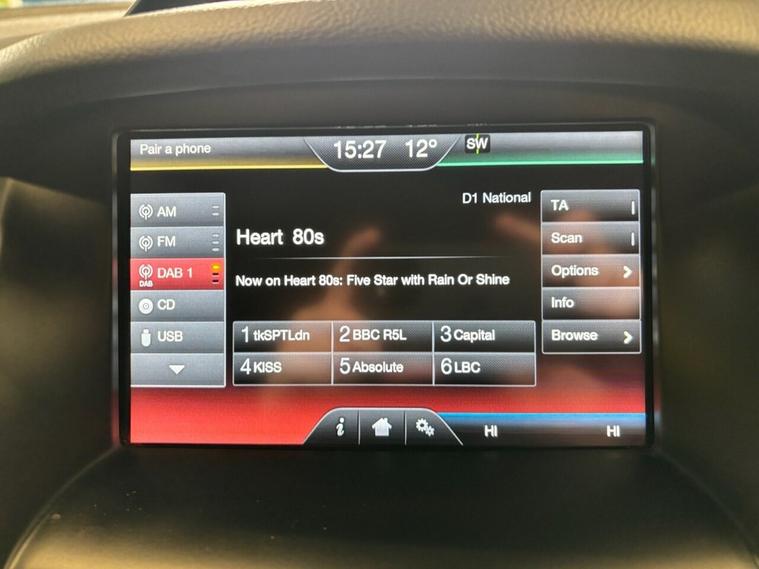 Pair a phone
15:27 12° SW
D1 National
AM
FM
DAB DAB 1
CD
USB
Heart 80s
Now on Heart 80s: Five Star with Rain Or Shine
1 tkSPTLdn 2 BBC R5L 3 Capital
4 KISS 5 Absolute 6 LBC
TA
Scan
Options
Info
Browse
i
HI HI